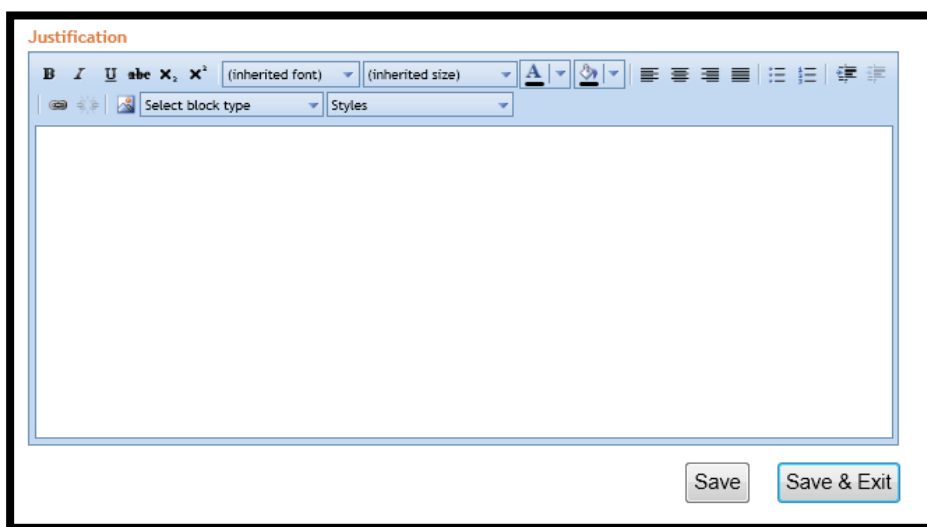 Justification
B I U abc X₂ X² (inherited font) (inherited size) A
Select block type Styles
Save Save & Exit